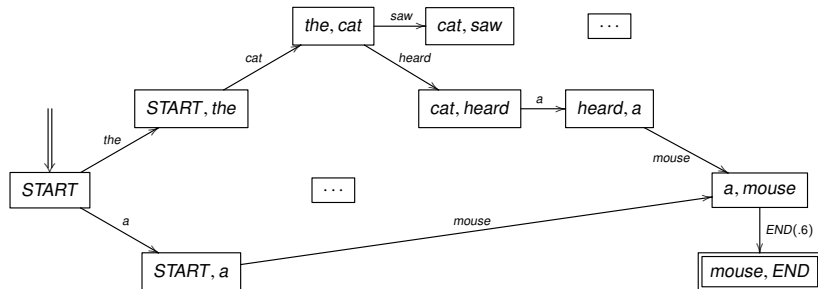 the, cat
saw
cat, saw
...
cat
heard
START, the
cat, heard
a
heard, a
the
mouse
START
...
a, mouse
a
mouse
END(.6)
START, a
mouse, END